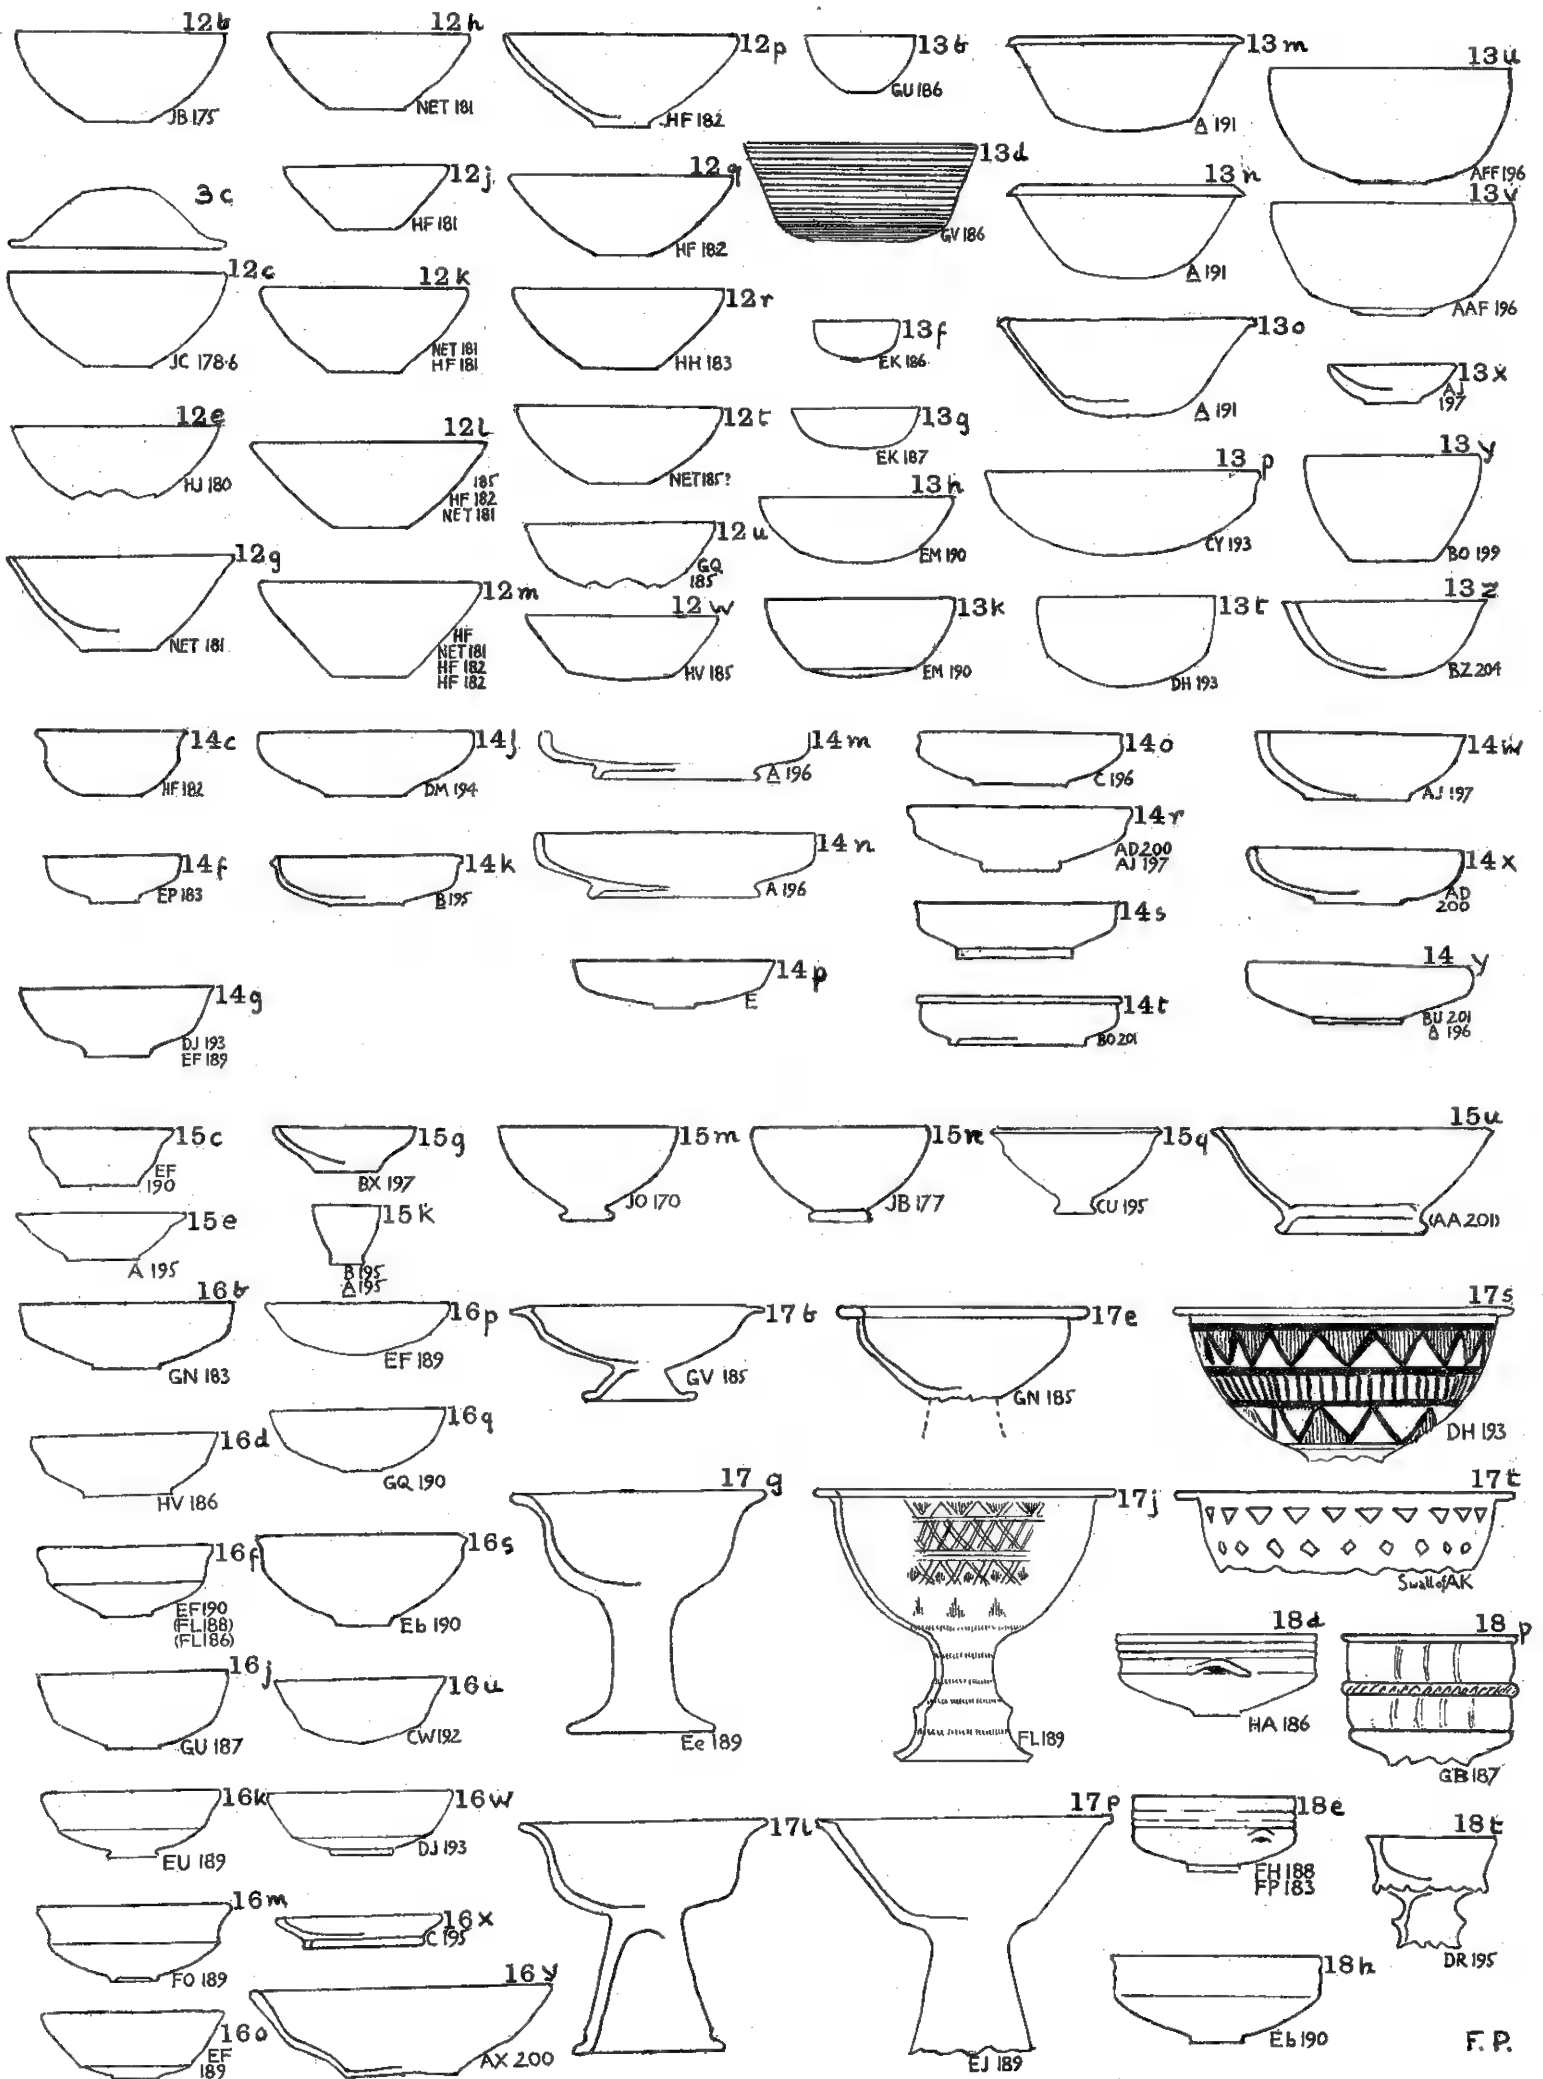 12b
JB 175
12h
NET 181
12p
HF 182
13b
GU 186
13m
A 191
13u
AFF 196
3c
12j
HF 181
12q
HF 182
13d
GV 186
13n
A 191
13v
AAF 196
12c
JC 178·6
12k
NET 181
HF 181
12r
HH 183
13f
EK 186
13o
A 191
13x
AJ
197
12e
HJ 180
12l
185
HF 182
NET 181
12t
NET 185?
13g
EK 187
13p
CY 193
13y
BO 199
12g
NET 181
12m
HF
NET 181
HF 182
HF 182
12u
GQ
185
12w
HV 185
13h
EM 190
13k
EM 190
13t
DH 193
13z
BZ 204
14c
HF 182
14j
DM 194
14m
A 196
14o
C 196
14w
AJ 197
14f
EP 183
14k
B 195
14n
A 196
14r
AD 200
AJ 197
14x
AD
200
14g
DJ 193
EF 189
14p
E
14s
14t
BO 201
14y
BU 201
A 196
15c
EF
190
15g
BX 197
15m
JO 170
15n
JB 177
15q
CU 195
15u
(AA 201)
15e
A 195
15k
B 195
A 195
16b
GN 183
16p
EF 189
17b
GV 185
17e
GN 185
17s
DH 193
16d
HV 186
16q
GQ 190
17g
Ee 189
17j
FL 189
17t
S wall of AK
16f
EF 190
(FL 188)
(FL 186)
16s
Eb 190
18d
HA 186
18p
GB 187
16j
GU 187
16u
CW 192
16k
EU 189
16w
DJ 193
17l
17p
EJ 189
18e
FH 188
FP 183
18t
DR 195
16m
FO 189
16x
C 195
18h
Eb 190
16o
EF
189
16y
AX 200
F. P.